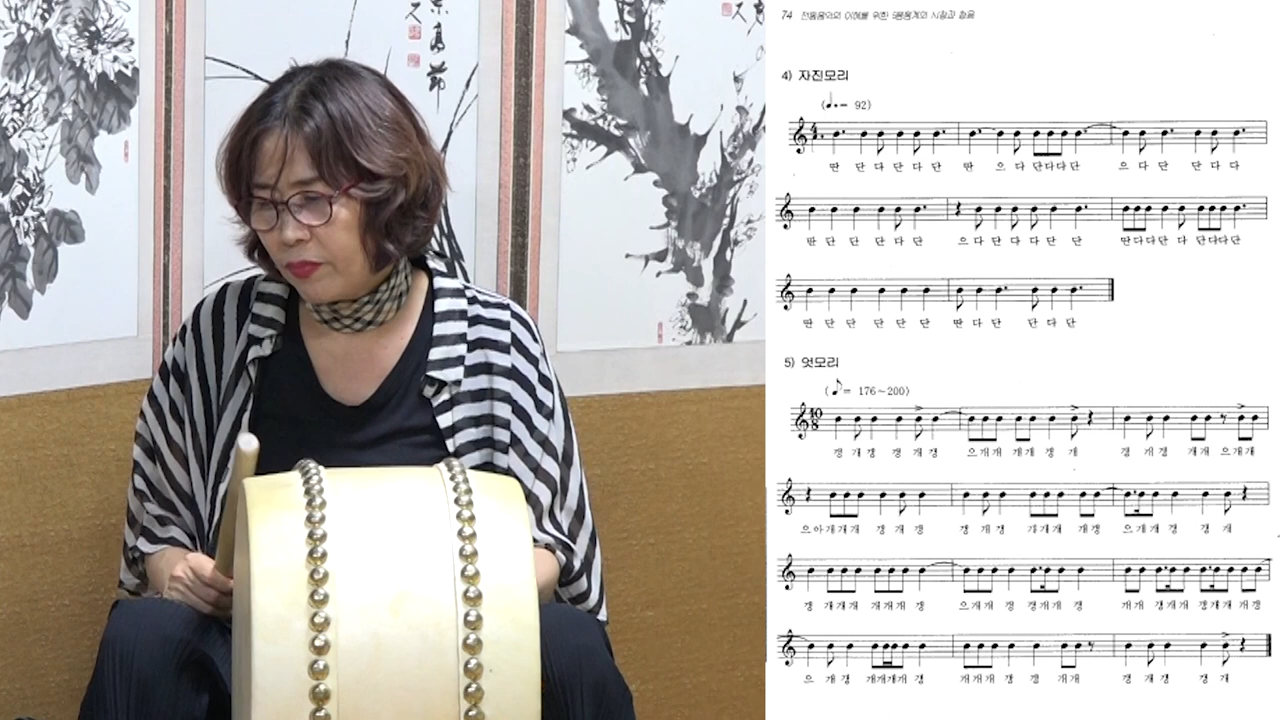 74 전통음악의 이해를 위한 5음음계의 시창과 청음
4) 자진모리
(♩.= 92)
딴 단 다 단 다 단 딴 으 다 단다다단 으 다 단 단 다 다
딴 단 단 단 다 단 으 다 단 다 다 단 단 딴다다단 다 단다다단
딴 단 단 단 단 단 딴 다 단 단 다 단
5) 엇모리
(♪= 176~200)
갱 개 갱 갱 개 갱 으개개 개개 갱 개 갱 개 갱 개개 으개개
으아개개개 갱 개 갱 갱 개 갱 개개개 개갱 으개개 갱 갱 개
갱 개개개 개개개 갱 으개개 갱 갱개개 갱 개개 갱개개 갱개개 개갱
으 개 갱 개개개개 갱 개개개 갱 갱 개개 갱 개 갱 갱 개